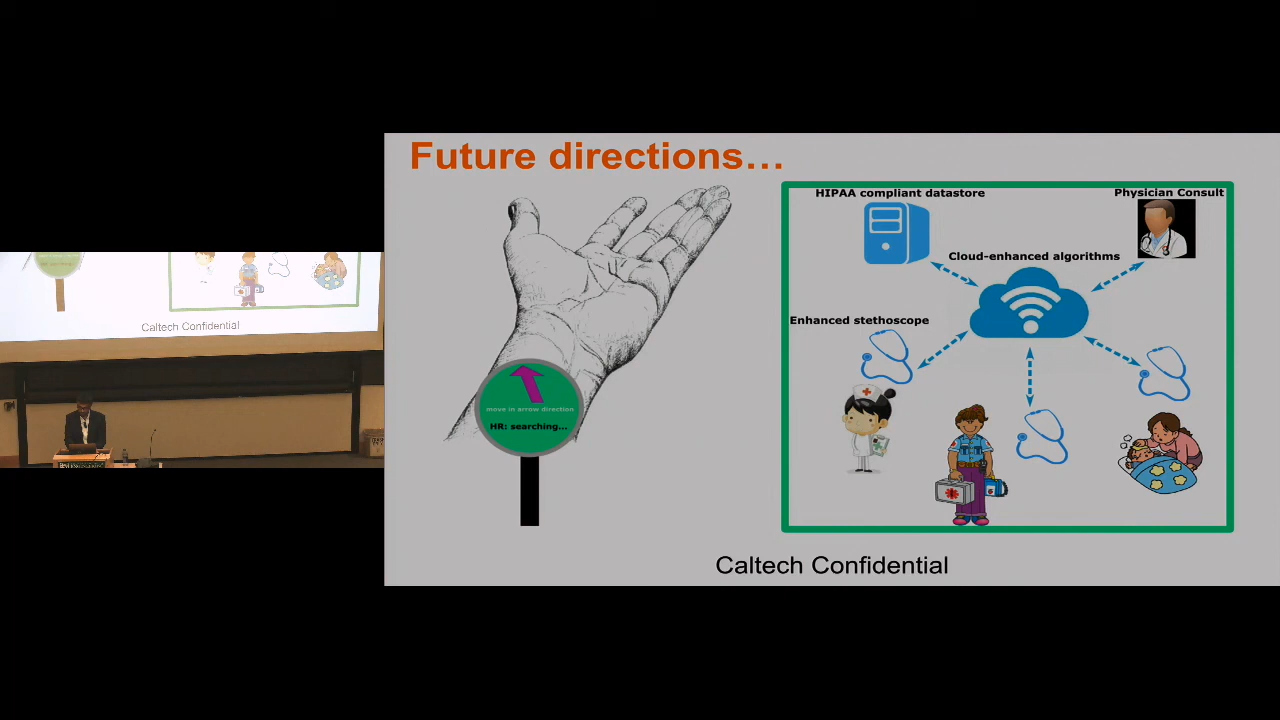 Future directions…
HIPAA compliant datastore
Physician Consult
Cloud-enhanced algorithms
Enhanced stethoscope
move in arrow direction
HR: searching...
Caltech Confidential
Caltech Confidential